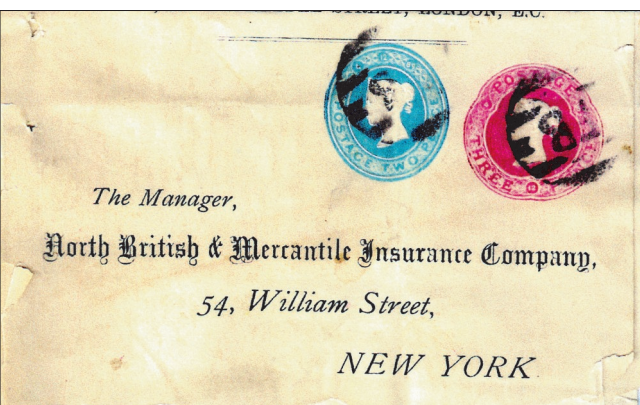 STREET, LONDON, E.C.
POSTAGE TWO
POSTAGE
THREE
The Manager,
North British & Mercantile Insurance Company,
54, William Street,
NEW YORK